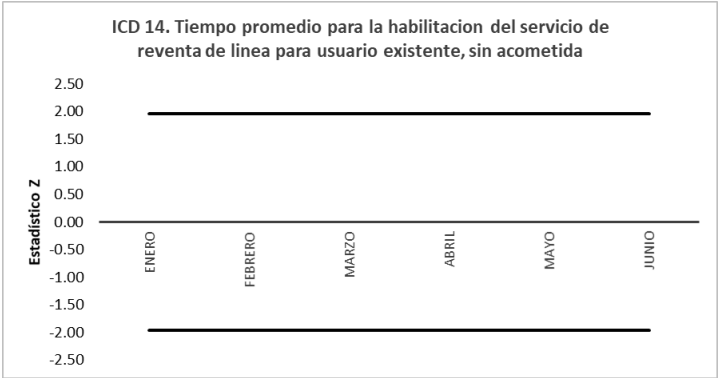 ICD 14. Tiempo promedio para la habilitacion del servicio de
reventa de linea para usuario existente, sin acometida
Estadístico Z
2.50
2.00
1.50
1.00
0.50
0.00
-0.50
-1.00
-1.50
-2.00
-2.50
ENERO
FEBRERO
MARZO
ABRIL
MAYO
JUNIO